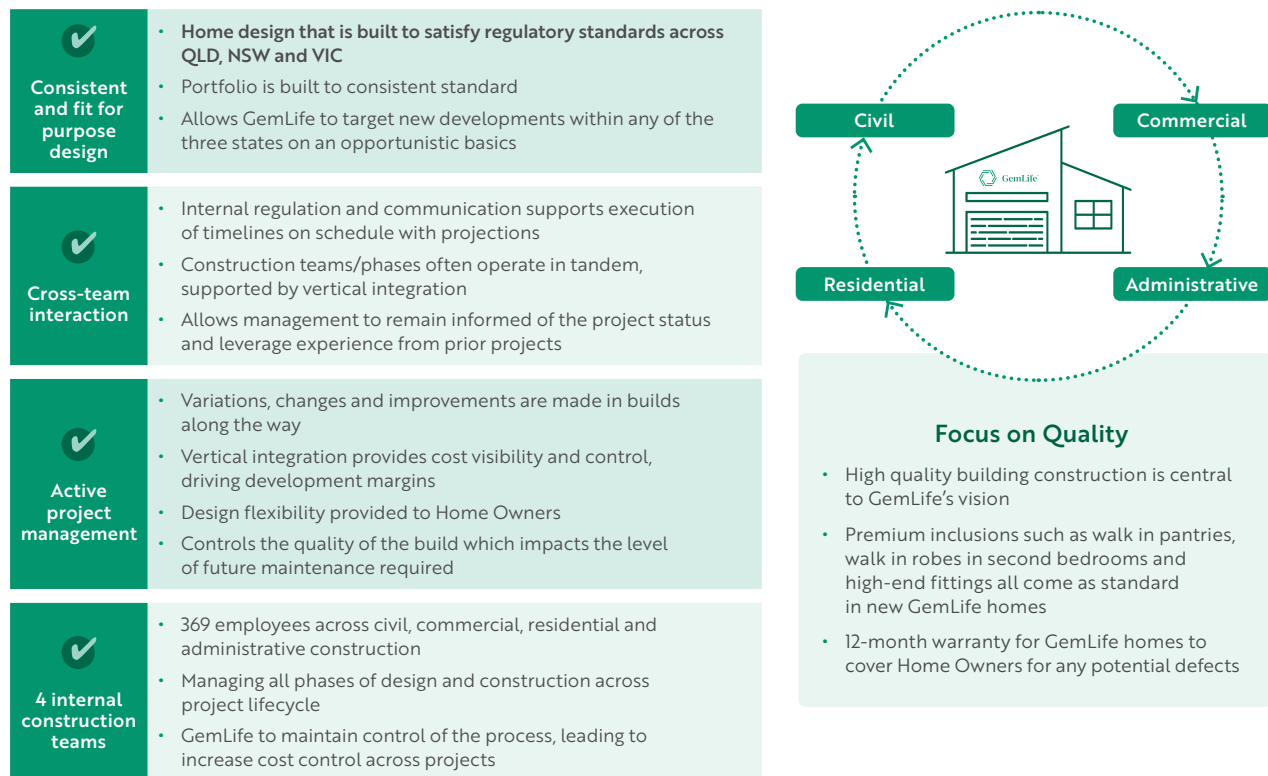 Consistent
and fit for
purpose
design
• Home design that is built to satisfy regulatory standards across
QLD, NSW and VIC
• Portfolio is built to consistent standard
• Allows GemLife to target new developments within any of the
three states on an opportunistic basics
Cross-team
interaction
• Internal regulation and communication supports execution
of timelines on schedule with projections
• Construction teams/phases often operate in tandem,
supported by vertical integration
• Allows management to remain informed of the project status
and leverage experience from prior projects
Active
project
management
• Variations, changes and improvements are made in builds
along the way
• Vertical integration provides cost visibility and control,
driving development margins
• Design flexibility provided to Home Owners
• Controls the quality of the build which impacts the level
of future maintenance required
4 internal
construction
teams
• 369 employees across civil, commercial, residential and
administrative construction
• Managing all phases of design and construction across
project lifecycle
• GemLife to maintain control of the process, leading to
increase cost control across projects
Civil
Commercial
GemLife
Residential
Administrative
Focus on Quality
• High quality building construction is central
to GemLife’s vision
• Premium inclusions such as walk in pantries,
walk in robes in second bedrooms and
high-end fittings all come as standard
in new GemLife homes
• 12-month warranty for GemLife homes to
cover Home Owners for any potential defects